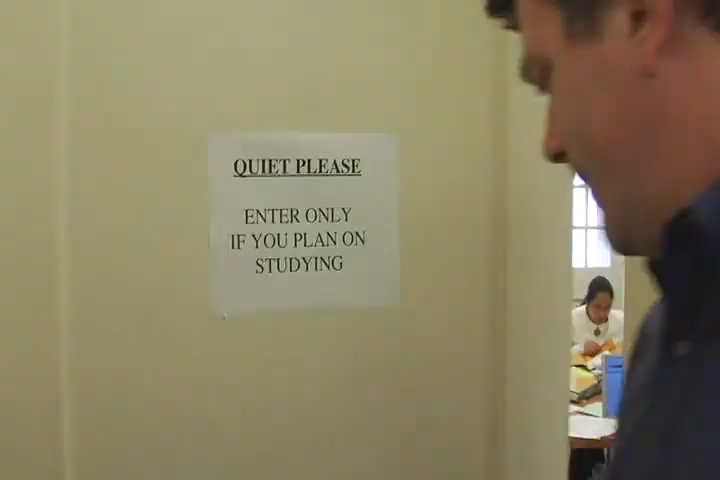 QUIET PLEASE
ENTER ONLY
IF YOU PLAN ON
STUDYING